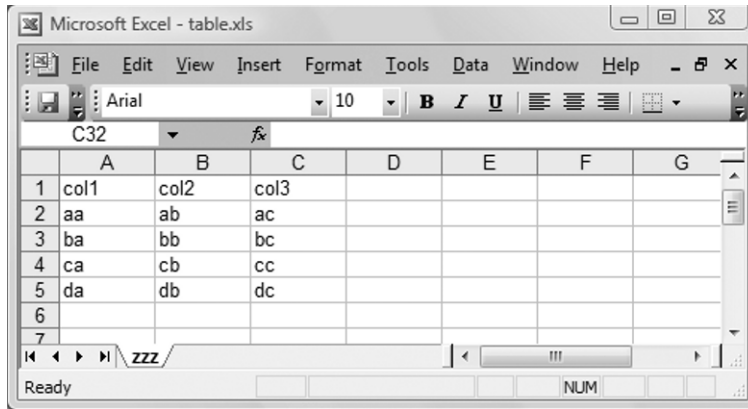 Microsoft Excel - table.xls
File Edit View Insert Format Tools Data Window Help
Arial 10 B I U
C32 fx
A B C D E F G
1 col1 col2 col3
2 aa ab ac
3 ba bb bc
4 ca cb cc
5 da db dc
6
7
zzz
Ready NUM